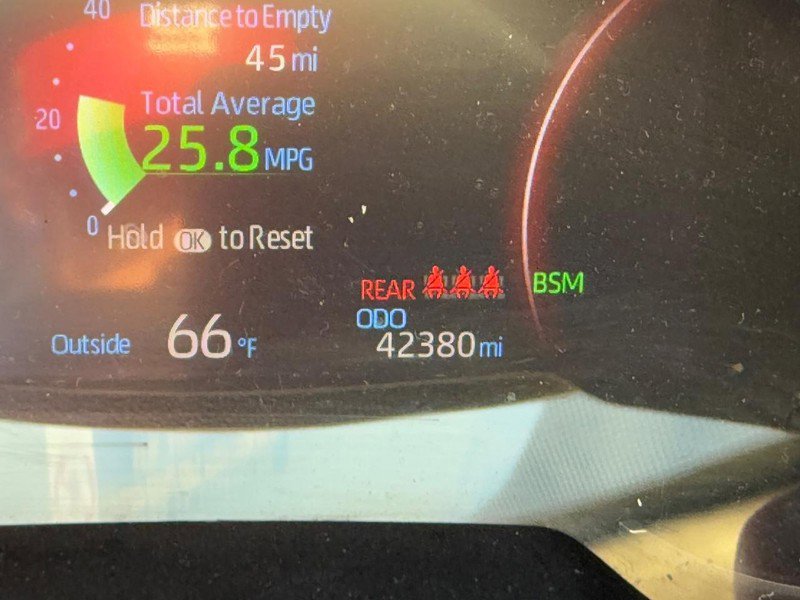 40
Distance to Empty
45 mi
Total Average
20
25.8 MPG
0
Hold OK to Reset
REAR
BSM
ODO
Outside 66 °F
42380 mi